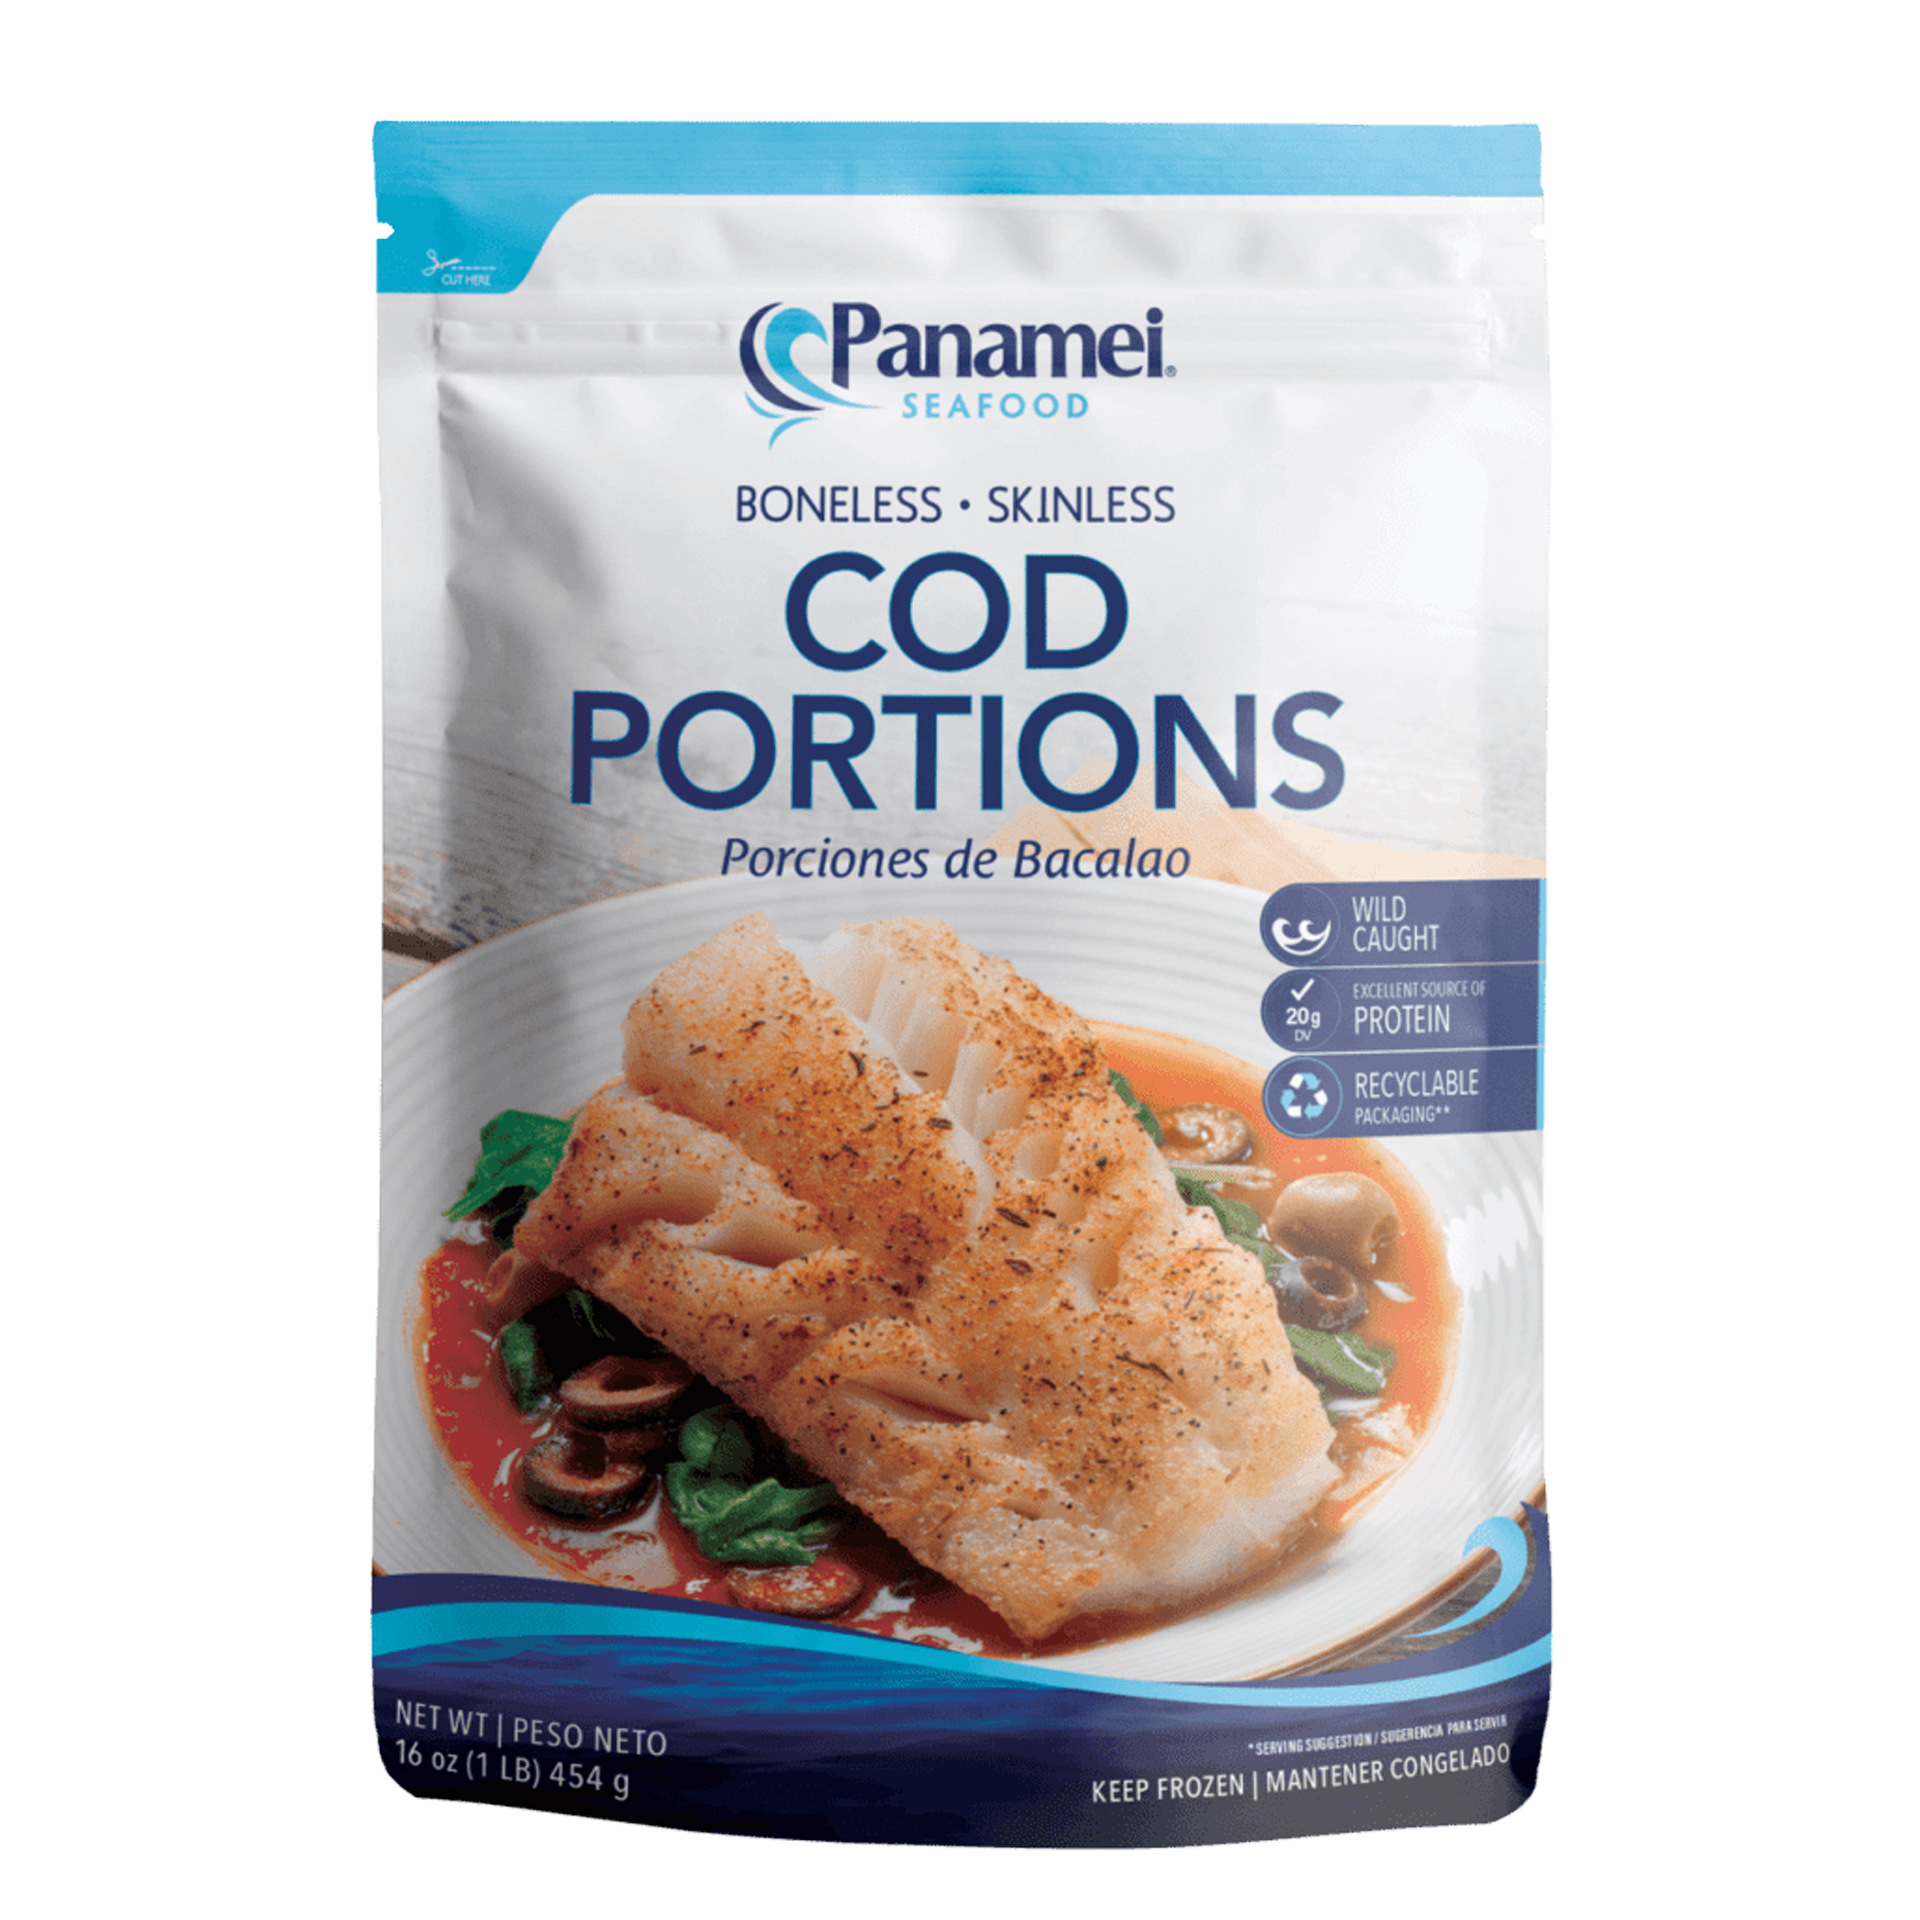 CUT HERE
Panamei®
SEAFOOD
BONELESS • SKINLESS
COD
PORTIONS
Porciones de Bacalao
WILD
CAUGHT
20g
DV
EXCELLENT SOURCE OF
PROTEIN
RECYCLABLE
PACKAGING**
NET WT | PESO NETO
16 oz (1 LB) 454 g
*SERVING SUGGESTION / SUGERENCIA PARA SERVIR
KEEP FROZEN | MANTENER CONGELADO